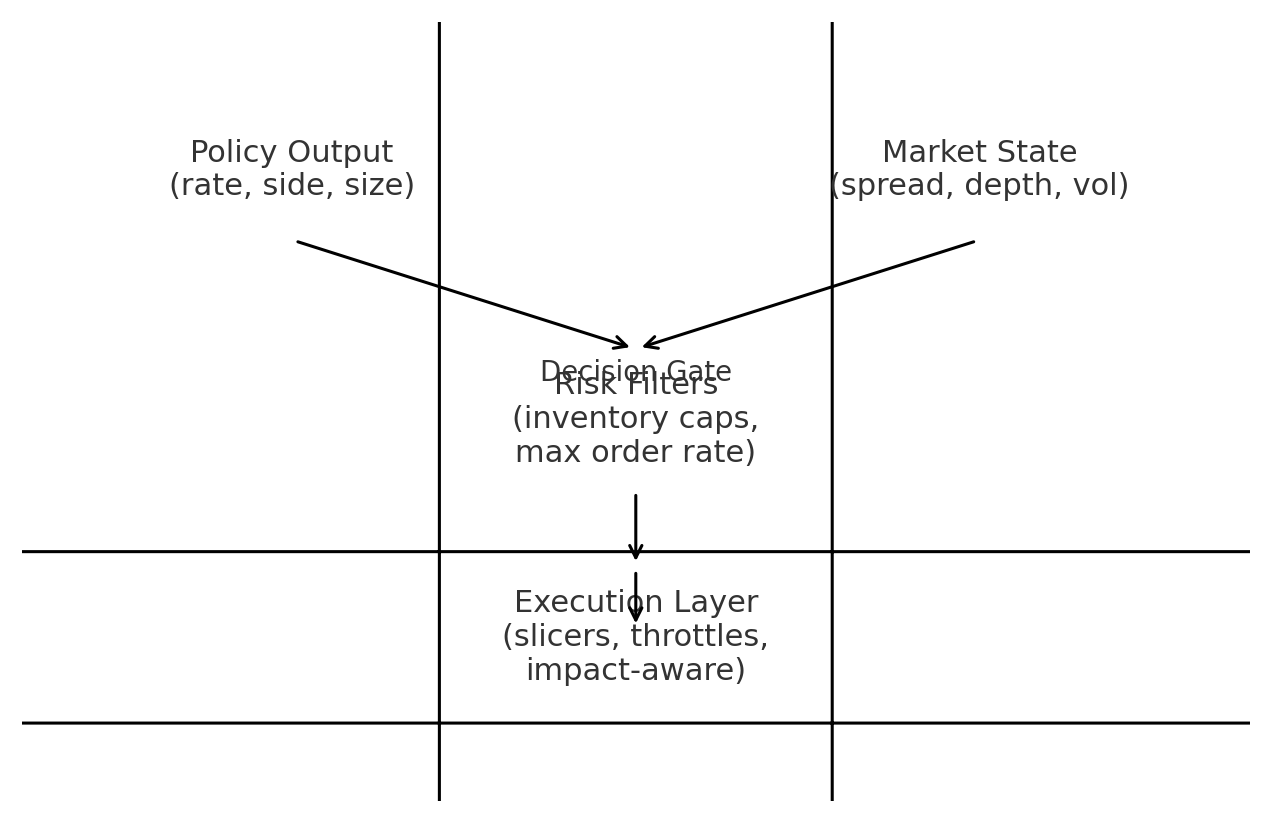 Policy Output
(rate, side, size)
Market State
(spread, depth, vol)
Decision Gate
Risk Filters
(inventory caps,
max order rate)
Execution Layer
(slicers, throttles,
impact-aware)